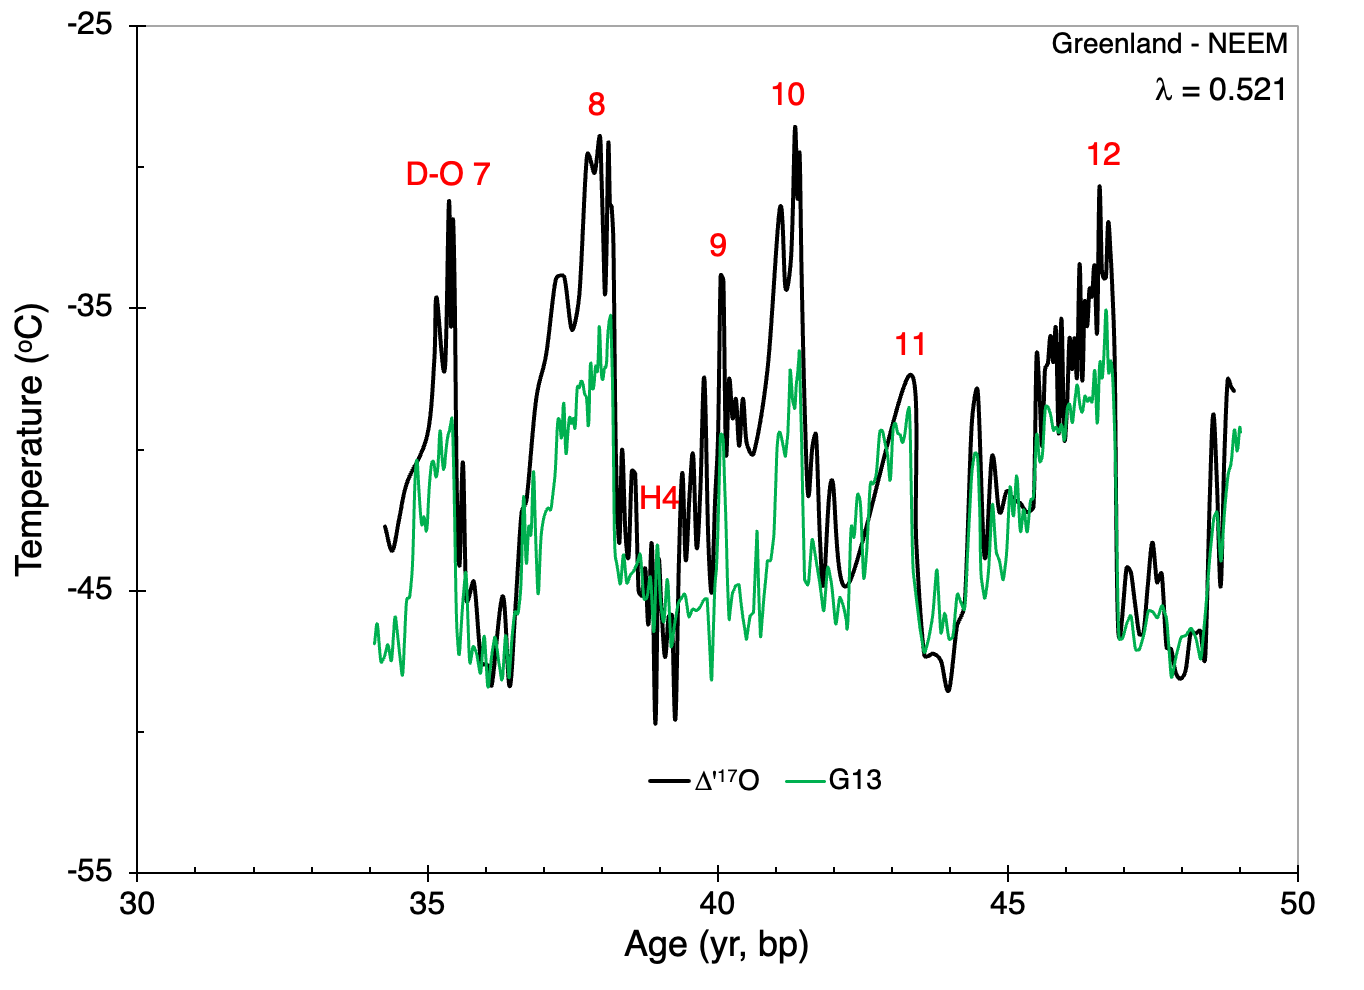 -25
Greenland - NEEM
λ = 0.521
8
10
12
D-O 7
9
-35
11
H4
Temperature (ºC)
-45
Δ'¹⁷O
G13
-55
30
35
40
45
50
Age (yr, bp)